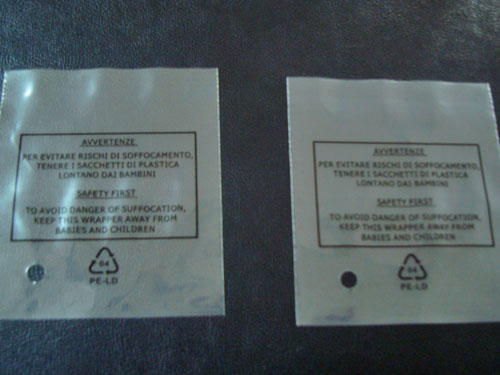 AVVERTENZE
PER EVITARE RISCHI DI SOFFOCAMENTO,
TENERE I SACCHETTI DI PLASTICA
LONTANO DAI BAMBINI
SAFETY FIRST
TO AVOID DANGER OF SUFFOCATION,
KEEP THIS WRAPPER AWAY FROM
BABIES AND CHILDREN
04
PE-LD
AVVERTENZE
PER EVITARE RISCHI DI SOFFOCAMENTO,
TENERE I SACCHETTI DI PLASTICA
LONTANO DAI BAMBINI
SAFETY FIRST
TO AVOID DANGER OF SUFFOCATION,
KEEP THIS WRAPPER AWAY FROM
BABIES AND CHILDREN
04
PE-LD